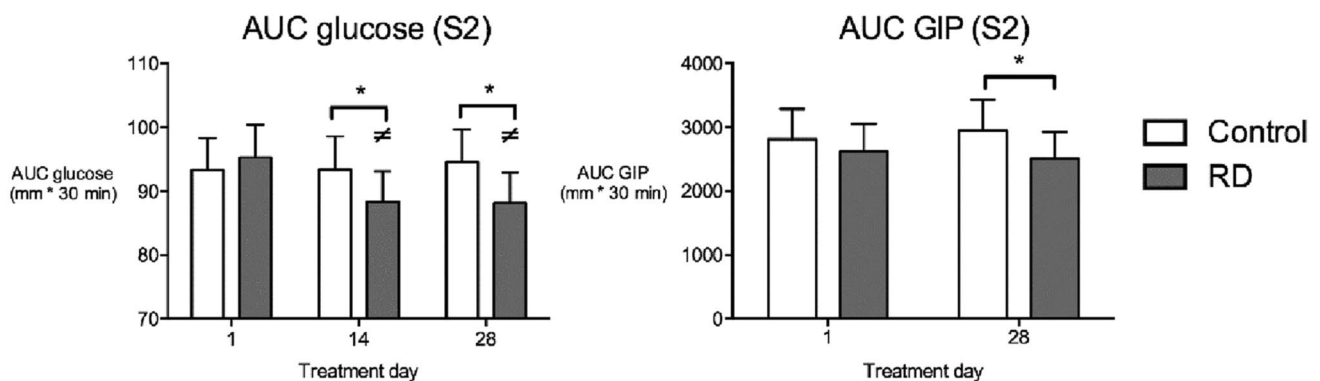 AUC glucose (S2)
110
100
90
80
70
AUC glucose
(mm * 30 min)
*
≠
*
≠
1 14 28
Treatment day
AUC GIP (S2)
4000
3000
2000
1000
0
AUC GIP
(mm * 30 min)
*
1 28
Treatment day
Control
RD